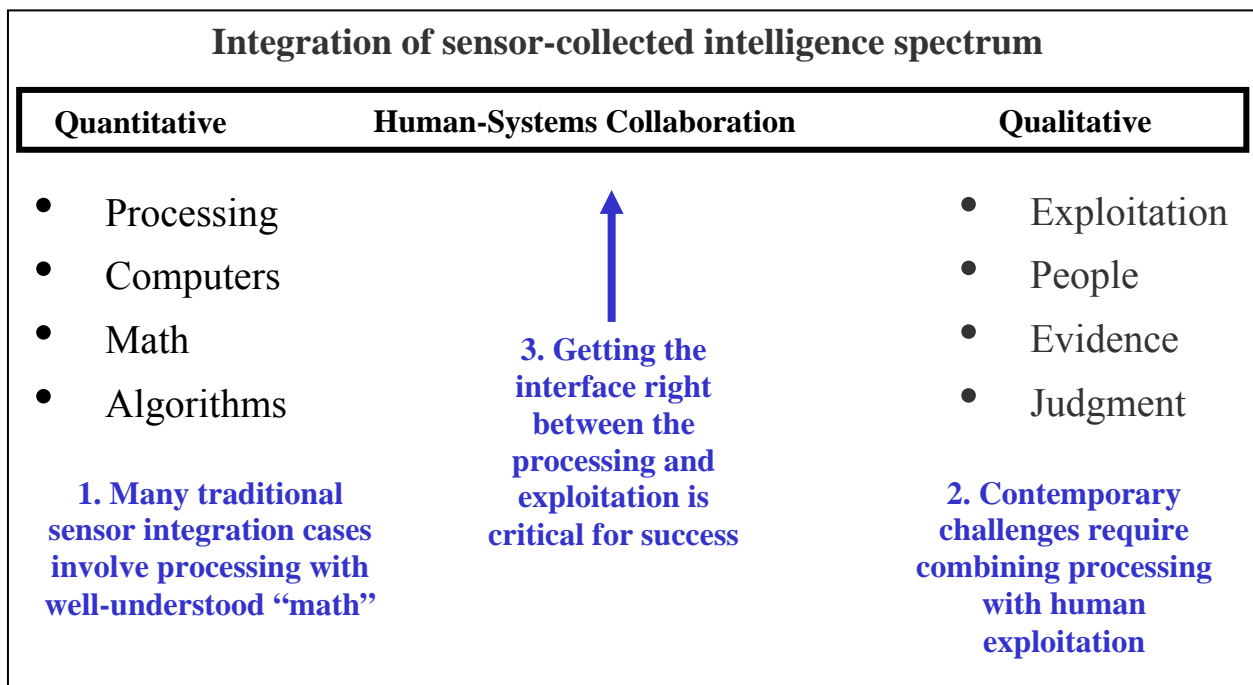 Integration of sensor-collected intelligence spectrum
Quantitative Human-Systems Collaboration Qualitative
• Processing
• Computers
• Math
• Algorithms
1. Many traditional
sensor integration cases
involve processing with
well-understood “math”
3. Getting the
interface right
between the
processing and
exploitation is
critical for success
• Exploitation
• People
• Evidence
• Judgment
2. Contemporary
challenges require
combining processing
with human
exploitation